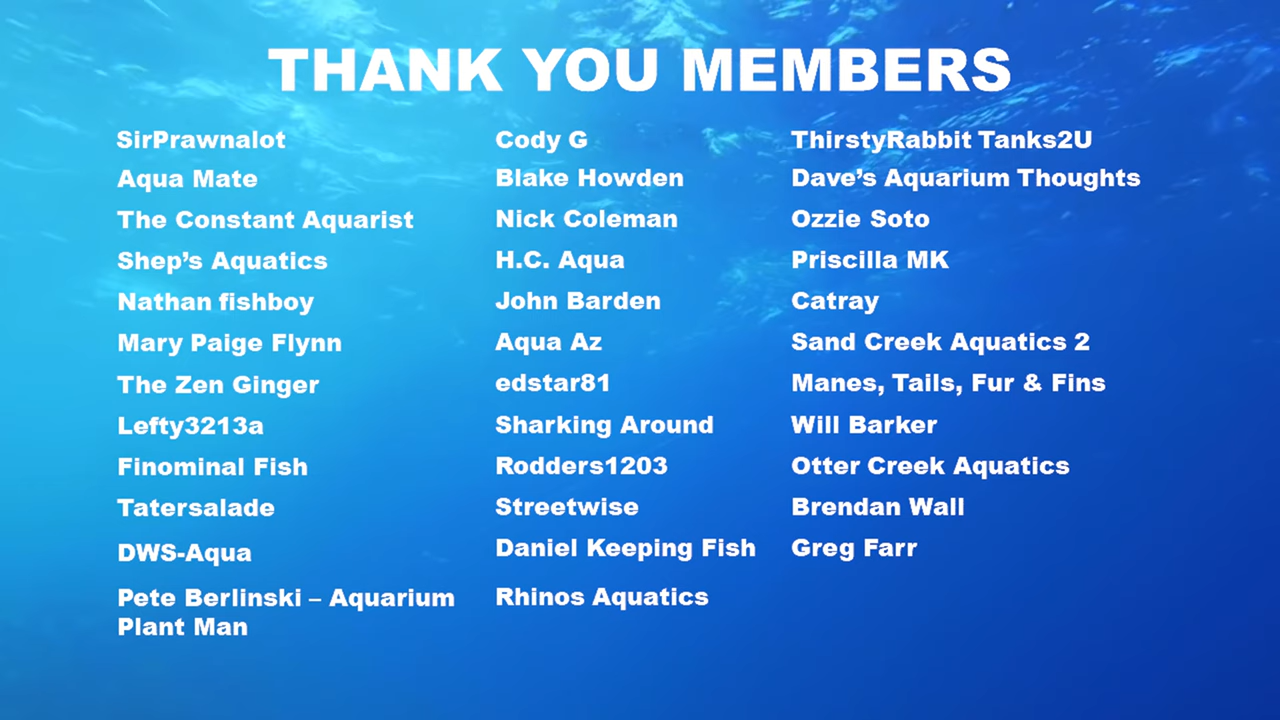 THANK YOU MEMBERS
SirPrawnalot
Aqua Mate
The Constant Aquarist
Shep’s Aquatics
Nathan fishboy
Mary Paige Flynn
The Zen Ginger
Lefty3213a
Finominal Fish
Tatersalade
DWS-Aqua
Pete Berlinski – Aquarium
Plant Man
Cody G
Blake Howden
Nick Coleman
H.C. Aqua
John Barden
Aqua Az
edstar81
Sharking Around
Rodders1203
Streetwise
Daniel Keeping Fish
Rhinos Aquatics
ThirstyRabbit Tanks2U
Dave’s Aquarium Thoughts
Ozzie Soto
Priscilla MK
Catray
Sand Creek Aquatics 2
Manes, Tails, Fur & Fins
Will Barker
Otter Creek Aquatics
Brendan Wall
Greg Farr